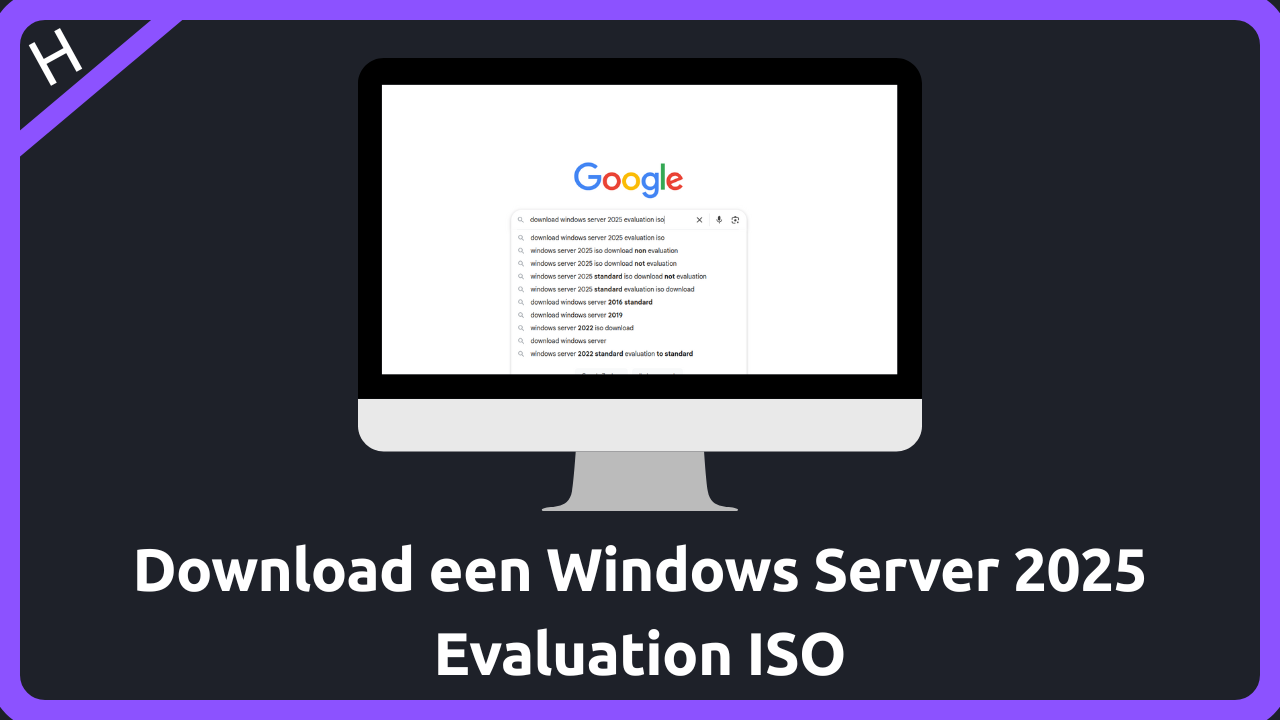 H
Google
download windows server 2025 evaluation iso
download windows server 2025 evaluation iso
windows server 2025 iso download non evaluation
windows server 2025 iso download not evaluation
windows server 2025 standard iso download not evaluation
windows server 2025 standard evaluation iso download
download windows server 2016 standard
download windows server 2019
windows server 2022 iso download
download windows server
windows server 2022 standard evaluation to standard
Download een Windows Server 2025
Evaluation ISO